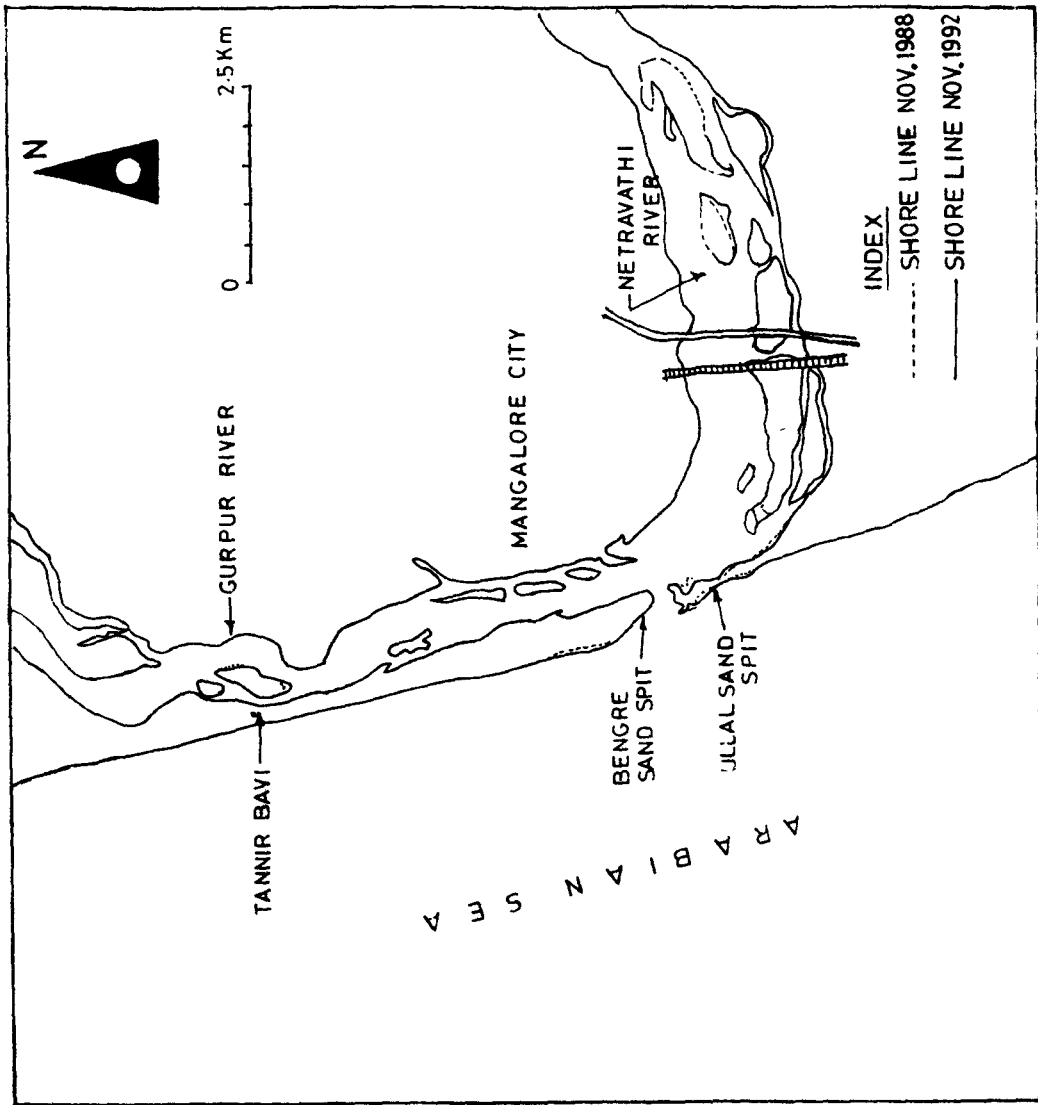 N
0 2.5 Km
GURPUR RIVER
TANNIR BAVI
MANGALORE CITY
NETRAVATHI
RIVER
BENGRE
SAND SPIT
ULLAL SAND
SPIT
ARABIAN SEA
INDEX
SHORE LINE NOV.1988
SHORE LINE NOV.1992